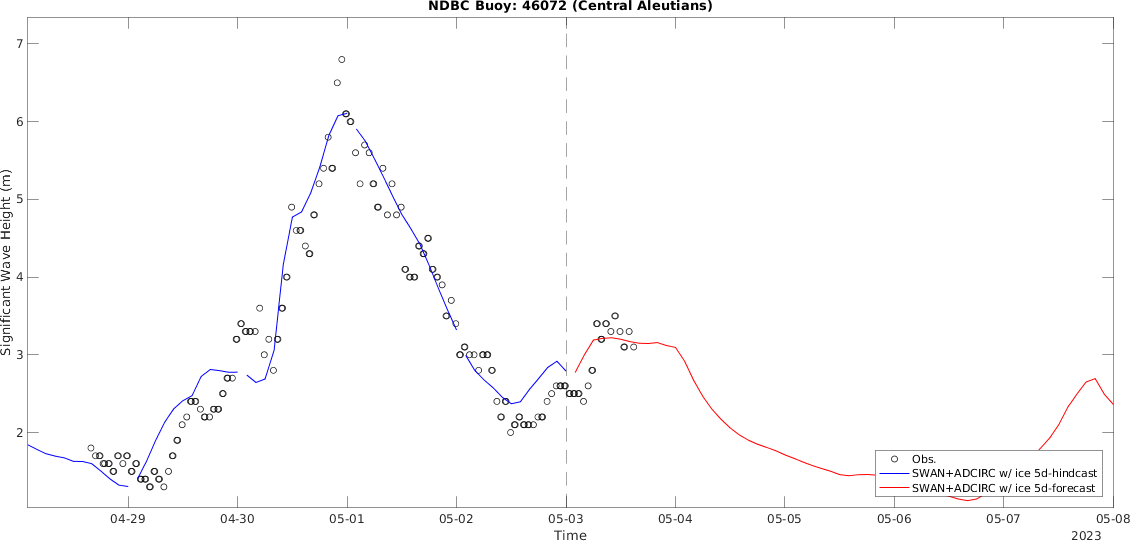 NDBC Buoy: 46072 (Central Aleutians)
Significant Wave Height (m)
7
6
5
4
3
2
Obs.
SWAN+ADCIRC w/ ice 5d-hindcast
SWAN+ADCIRC w/ ice 5d-forecast
04-29 04-30 05-01 05-02 05-03 05-04 05-05 05-06 05-07 05-08
Time
2023